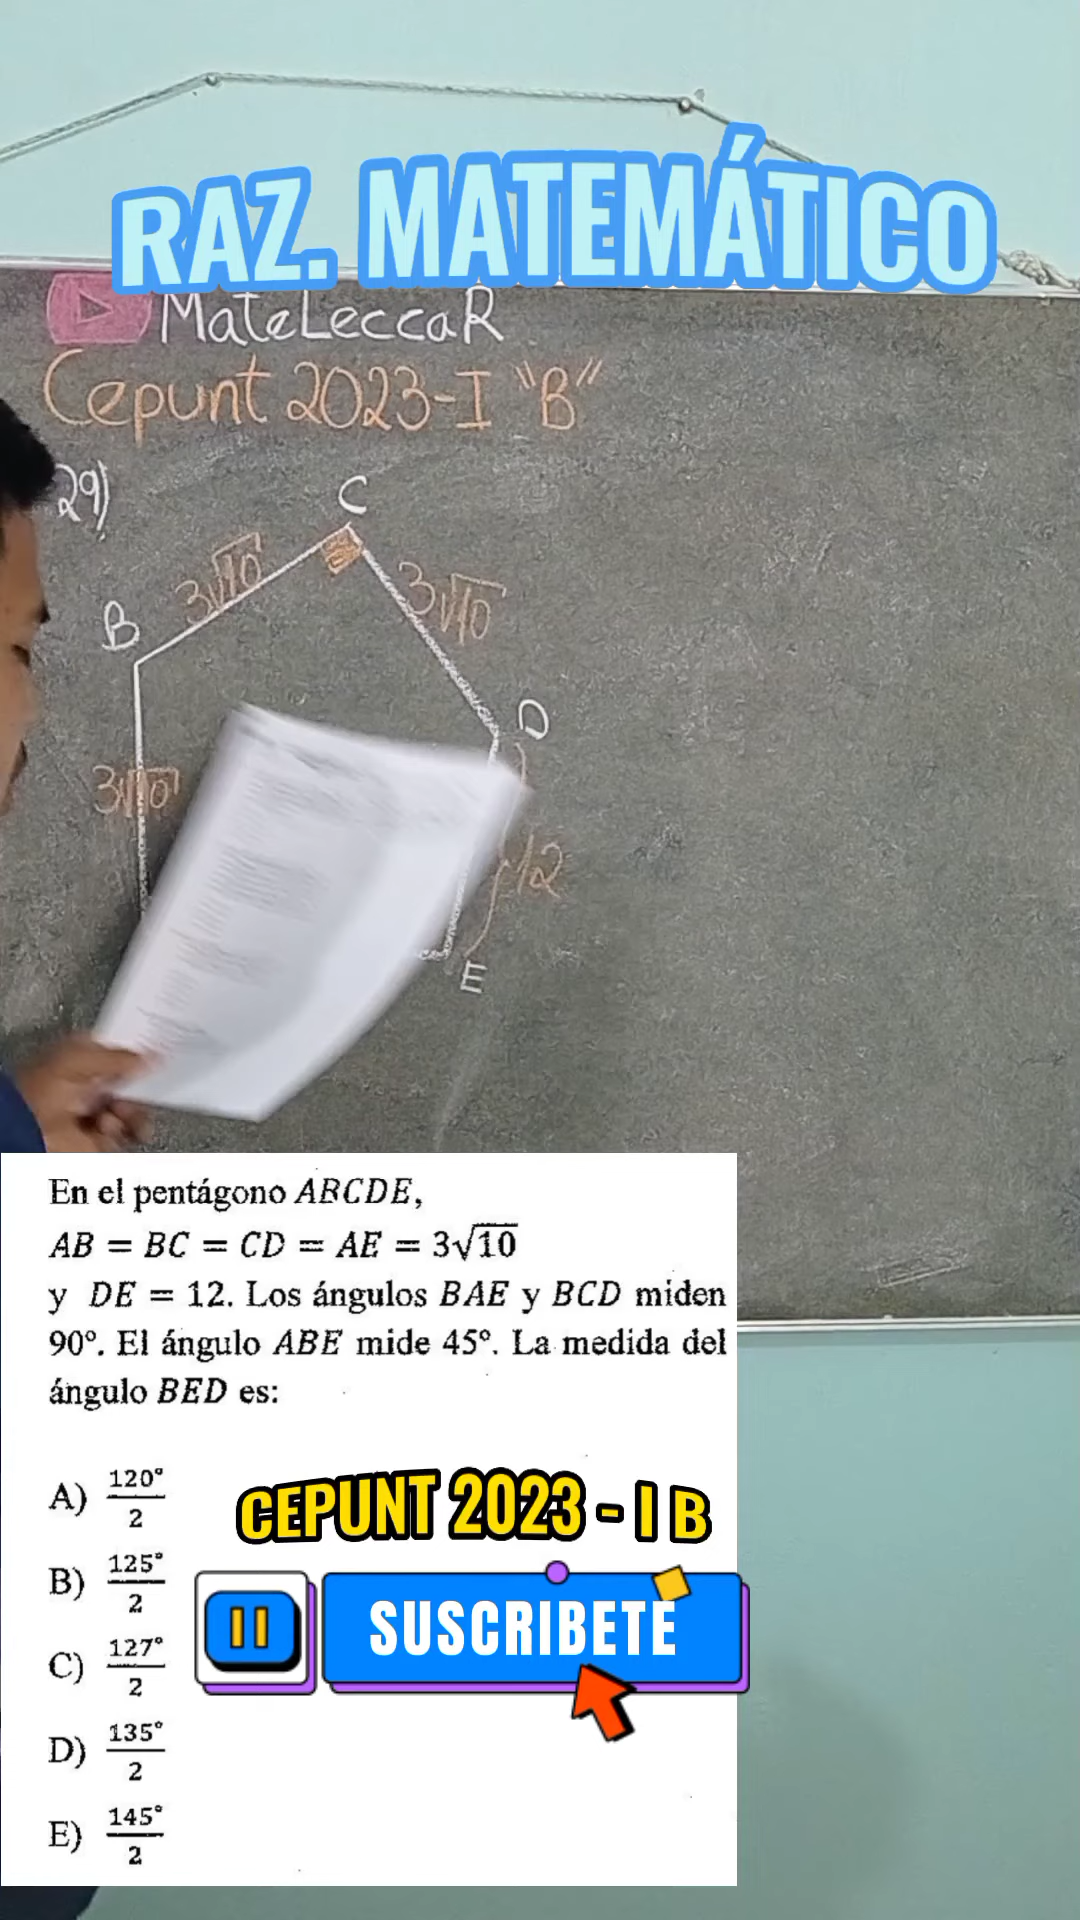 RAZ. MATEMÁTICO
MateLeccaR
Cepunt 2023-I "B"
29)
C
3√10
3√10
B
D
3√10
12
E
En el pentágono ABCDE,
AB = BC = CD = AE = 3√10
y DE = 12. Los ángulos BAE y BCD miden
90°. El ángulo ABE mide 45°. La medida del
ángulo BED es:
A) 120°/2
B) 125°/2
C) 127°/2
D) 135°/2
E) 145°/2
CEPUNT 2023 - I B
SUSCRIBETE